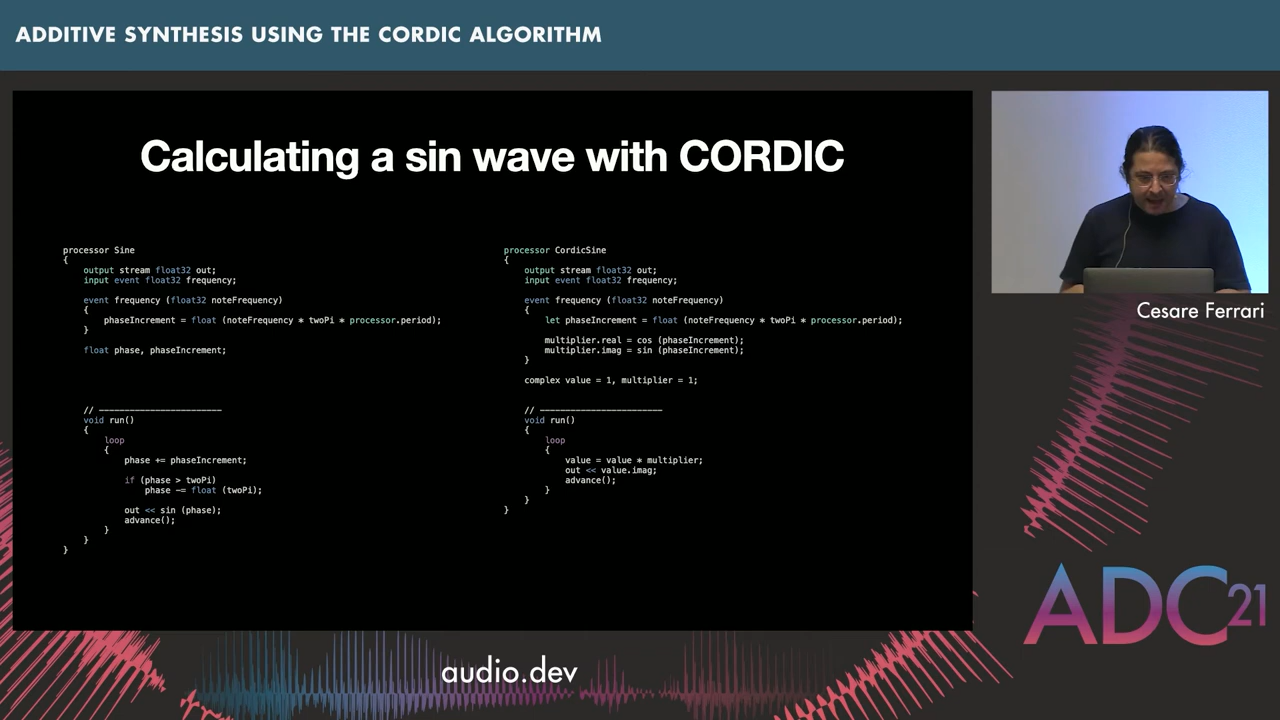 ADDITIVE SYNTHESIS USING THE CORDIC ALGORITHM
Calculating a sin wave with CORDIC
processor Sine
{
output stream float32 out;
input event float32 frequency;
event frequency (float32 noteFrequency)
{
phaseIncrement = float (noteFrequency * twoPi * processor.period);
}
float phase, phaseIncrement;
// ————————————————————————
void run()
{
loop
{
phase += phaseIncrement;
if (phase > twoPi)
phase -= float (twoPi);
out << sin (phase);
advance();
}
}
}
processor CordicSine
{
output stream float32 out;
input event float32 frequency;
event frequency (float32 noteFrequency)
{
let phaseIncrement = float (noteFrequency * twoPi * processor.period);
multiplier.real = cos (phaseIncrement);
multiplier.imag = sin (phaseIncrement);
}
complex value = 1, multiplier = 1;
// ————————————————————————
void run()
{
loop
{
value = value * multiplier;
out << value.imag;
advance();
}
}
}
Cesare Ferrari
ADC21
audio.dev